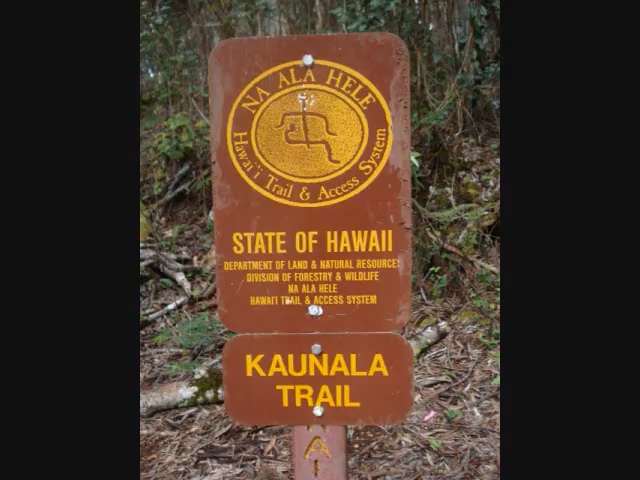 NA ALA HELE
Hawai'i Trail & Access System
STATE OF HAWAII
DEPARTMENT OF LAND & NATURAL RESOURCES
DIVISION OF FORESTRY & WILDLIFE
NA ALA HELE
HAWAI'I TRAIL & ACCESS SYSTEM
KAUNALA
TRAIL
A